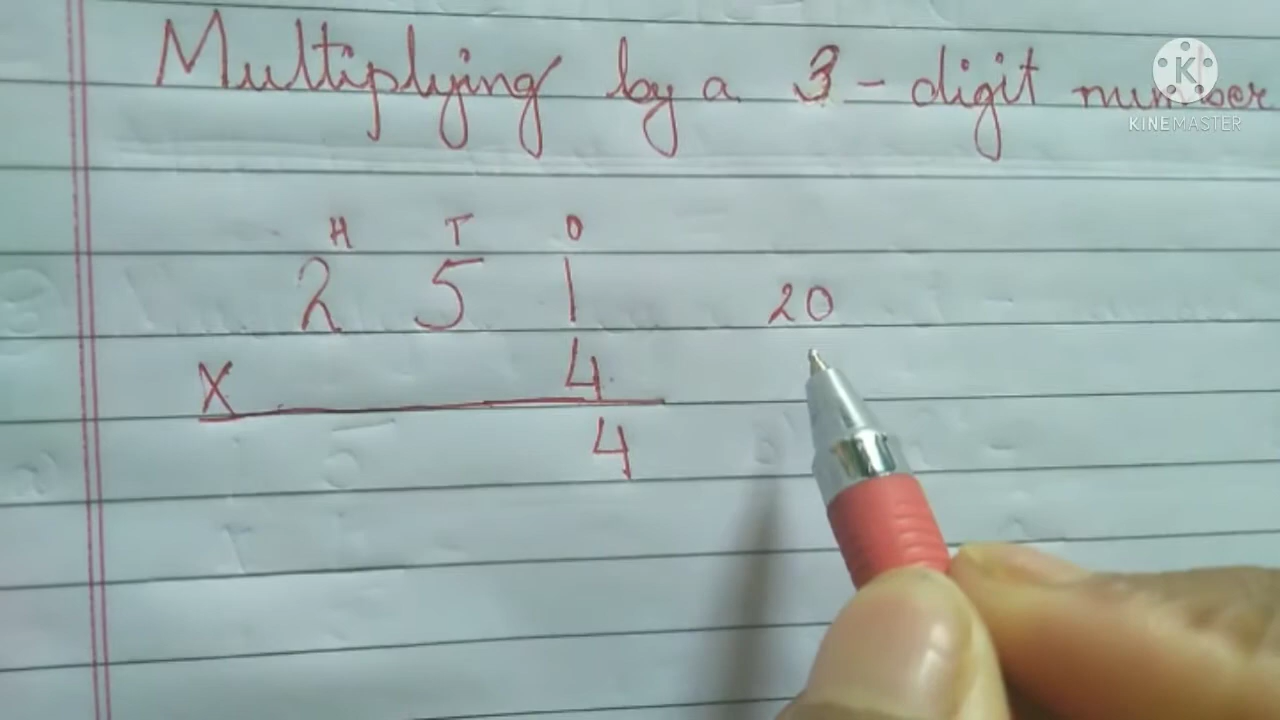 Multiplying by a 3-digit number
K
KINEMASTER
H T O
2 5 1
20
X 4
4